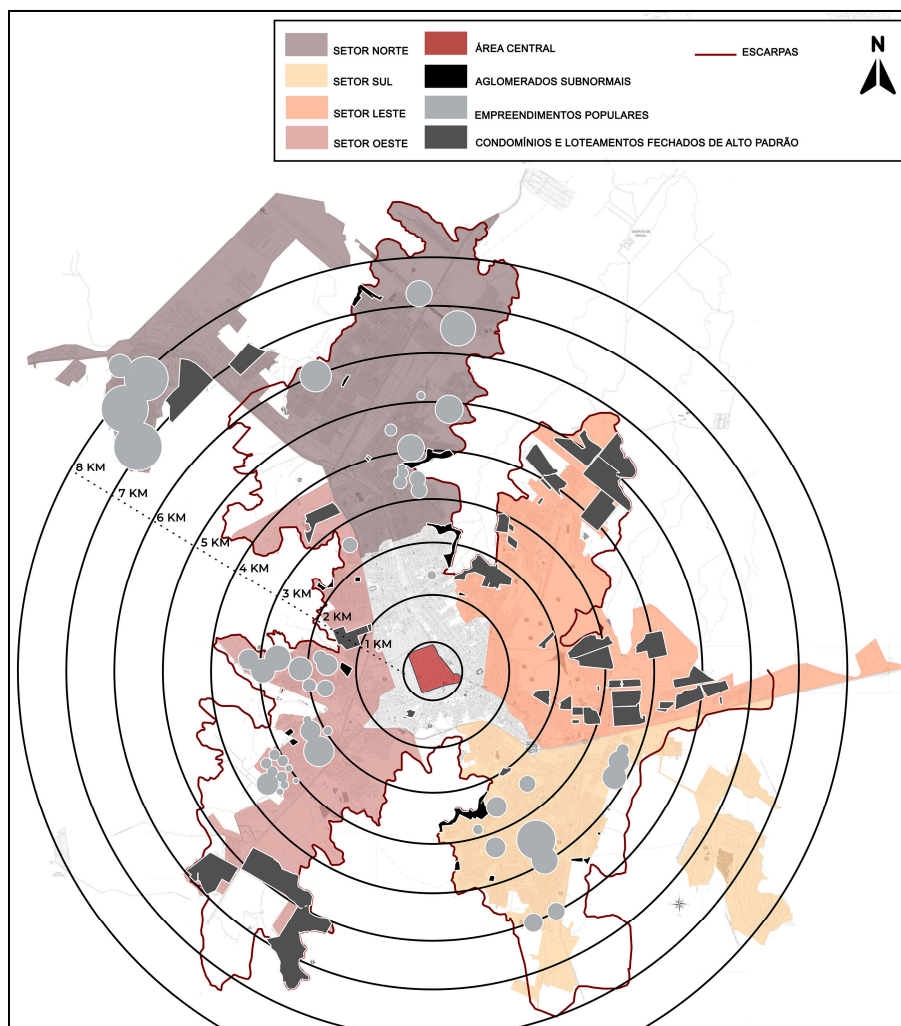 SETOR NORTE
SETOR SUL
SETOR LESTE
SETOR OESTE
ÁREA CENTRAL
AGLOMERADOS SUBNORMAIS
EMPREENDIMENTOS POPULARES
CONDOMÍNIOS E LOTEAMENTOS FECHADOS DE ALTO PADRÃO
ESCARPAS
N
8 KM
7 KM
6 KM
5 KM
4 KM
3 KM
2 KM
1 KM